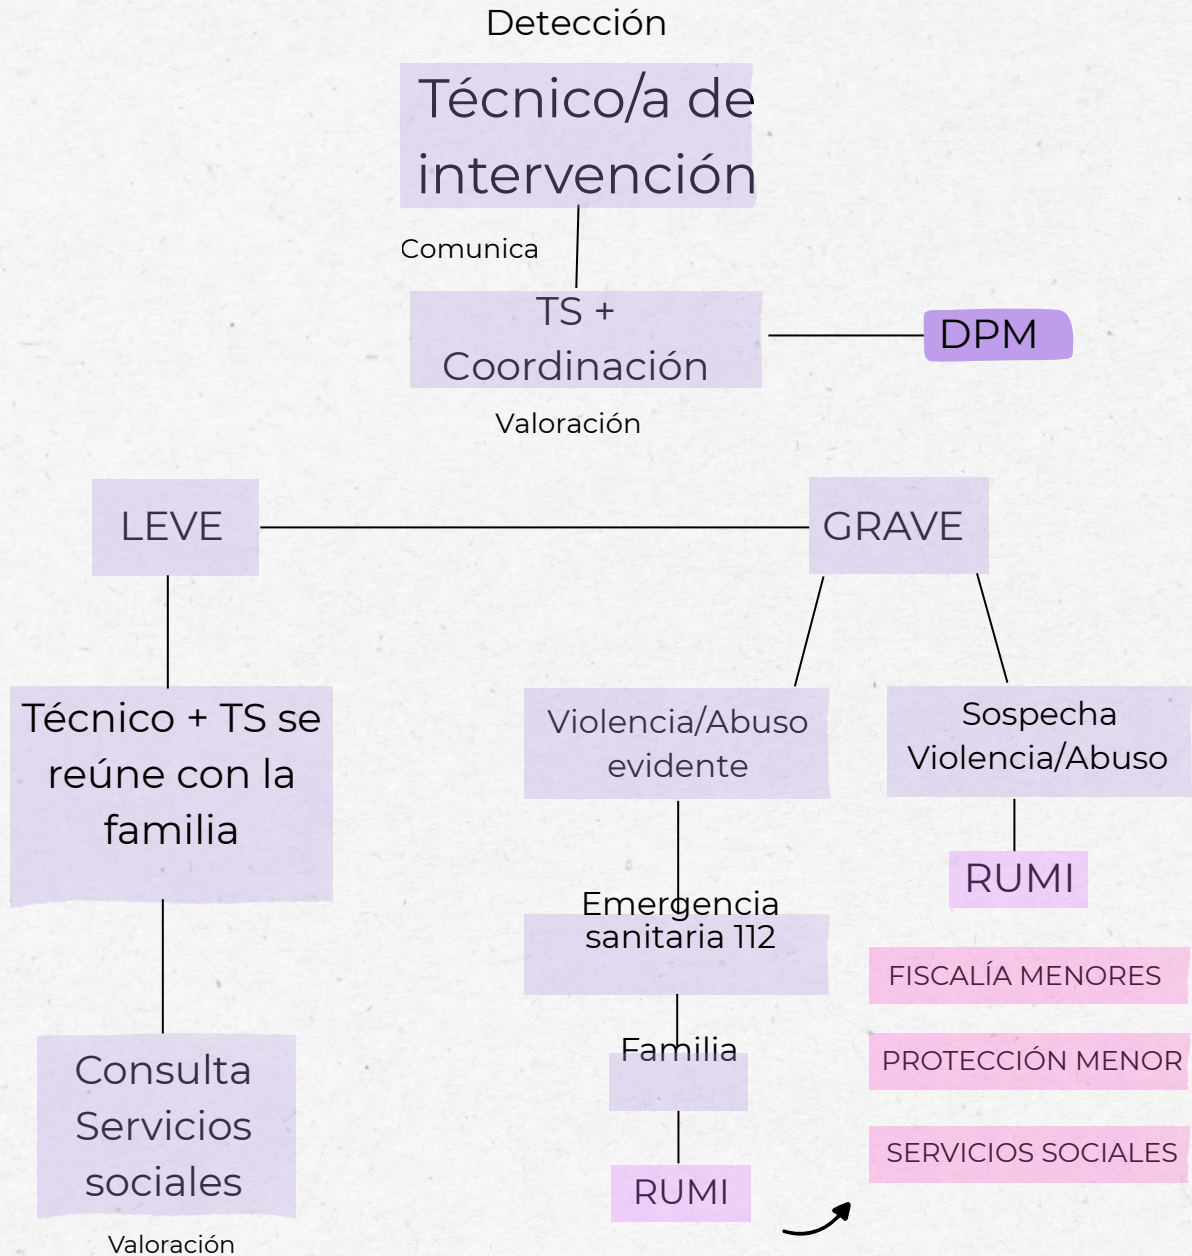 Detección
Técnico/a de
intervención
Comunica
TS +
Coordinación
DPM
Valoración
LEVE
GRAVE
Técnico + TS se
reúne con la
familia
Violencia/Abuso
evidente
Sospecha
Violencia/Abuso
RUMI
Emergencia
sanitaria 112
FISCALÍA MENORES
Familia
PROTECCIÓN MENOR
Consulta
Servicios
sociales
SERVICIOS SOCIALES
RUMI
Valoración